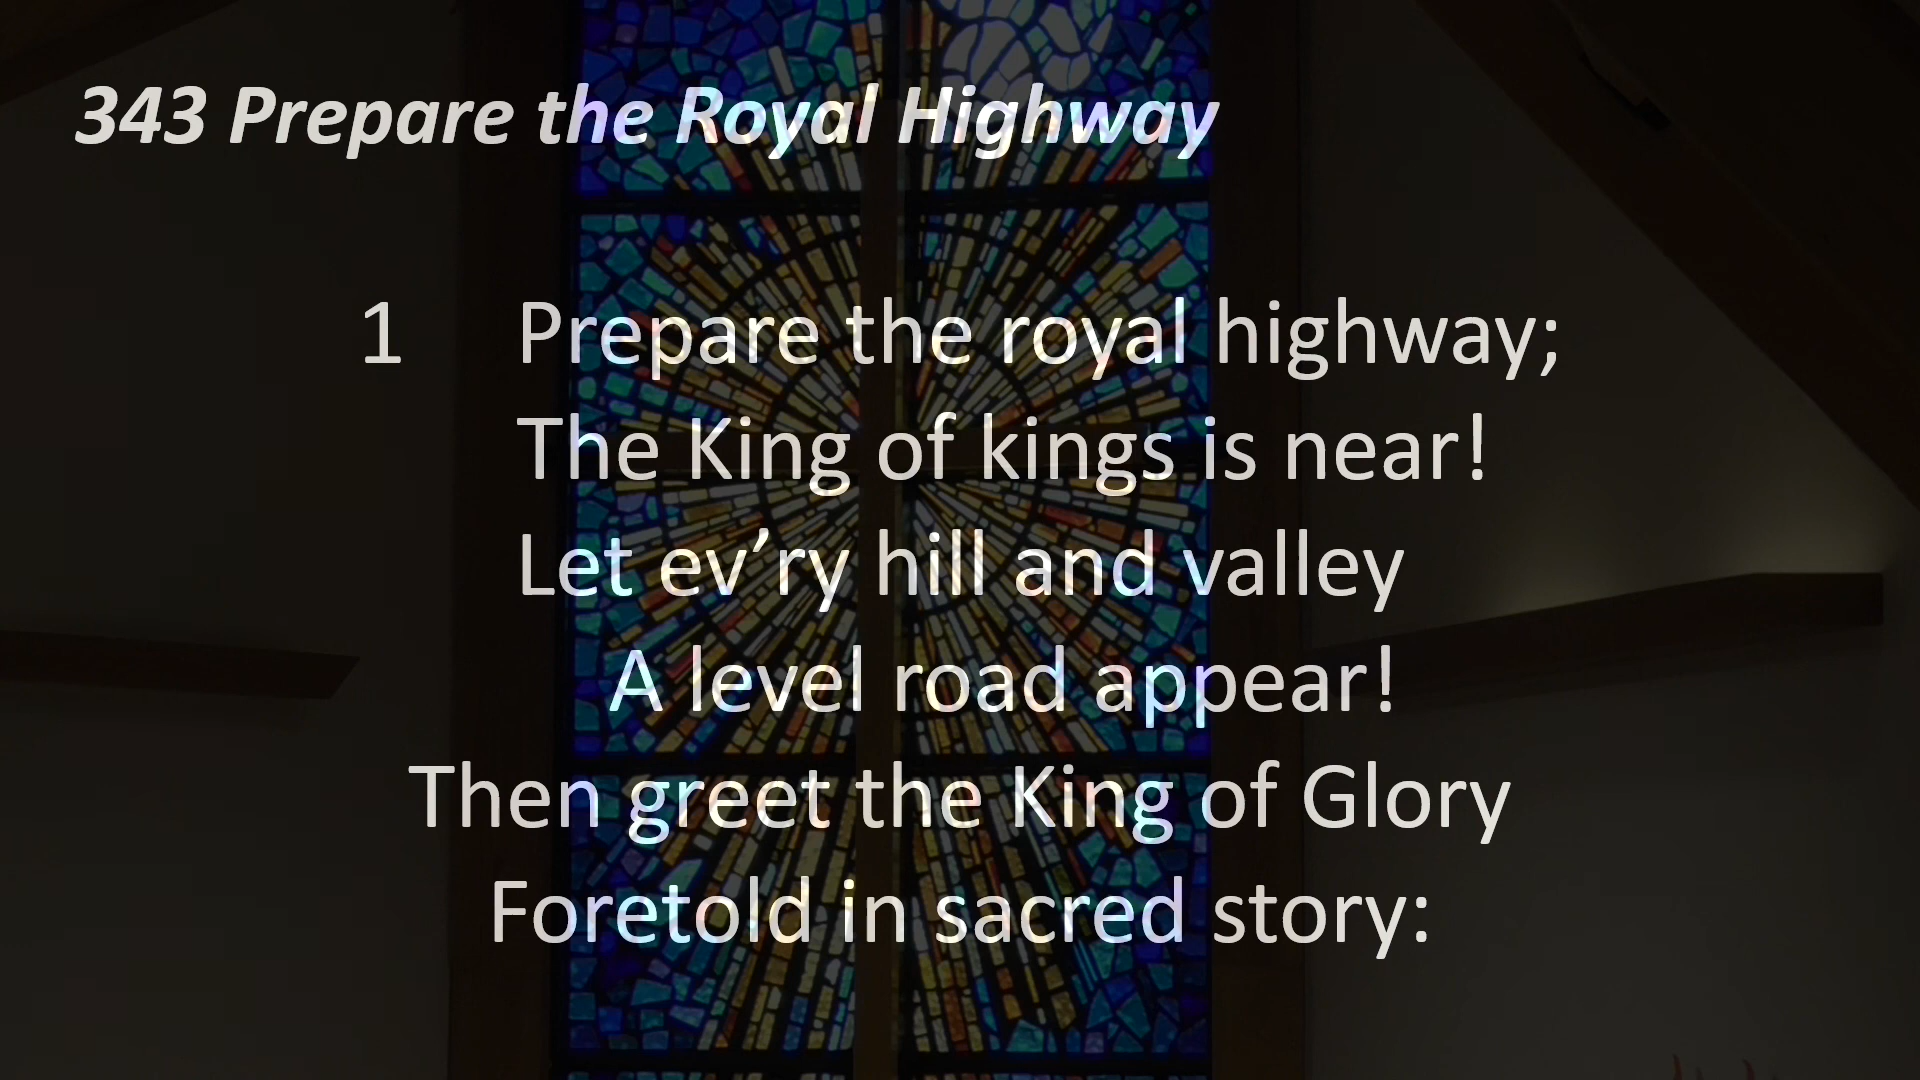 343 Prepare the Royal Highway
1 Prepare the royal highway;
The King of kings is near!
Let ev’ry hill and valley
A level road appear!
Then greet the King of Glory
Foretold in sacred story: